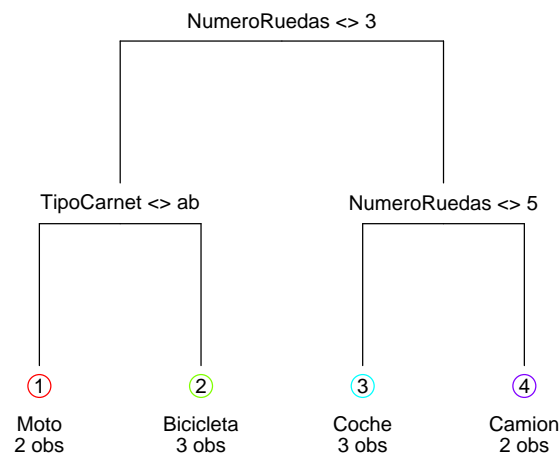 NumeroRuedas <> 3
TipoCarnet <> ab
NumeroRuedas <> 5
1
2
3
4
Moto
Bicicleta
Coche
Camion
2 obs
3 obs
3 obs
2 obs